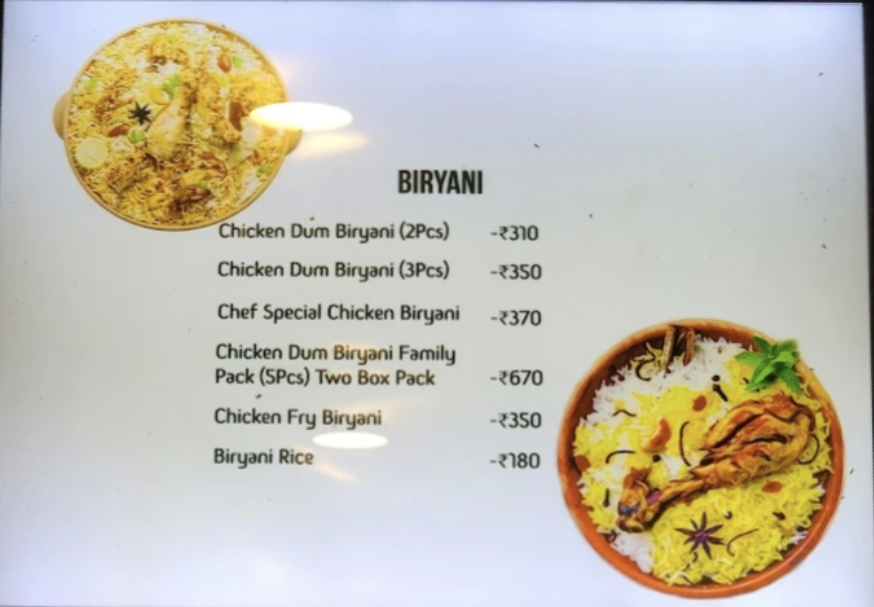 BIRYANI
Chicken Dum Biryani (2Pcs) -₹310
Chicken Dum Biryani (3Pcs) -₹350
Chef Special Chicken Biryani -₹370
Chicken Dum Biryani Family
Pack (5Pcs) Two Box Pack -₹670
Chicken Fry Biryani -₹350
Biryani Rice -₹180